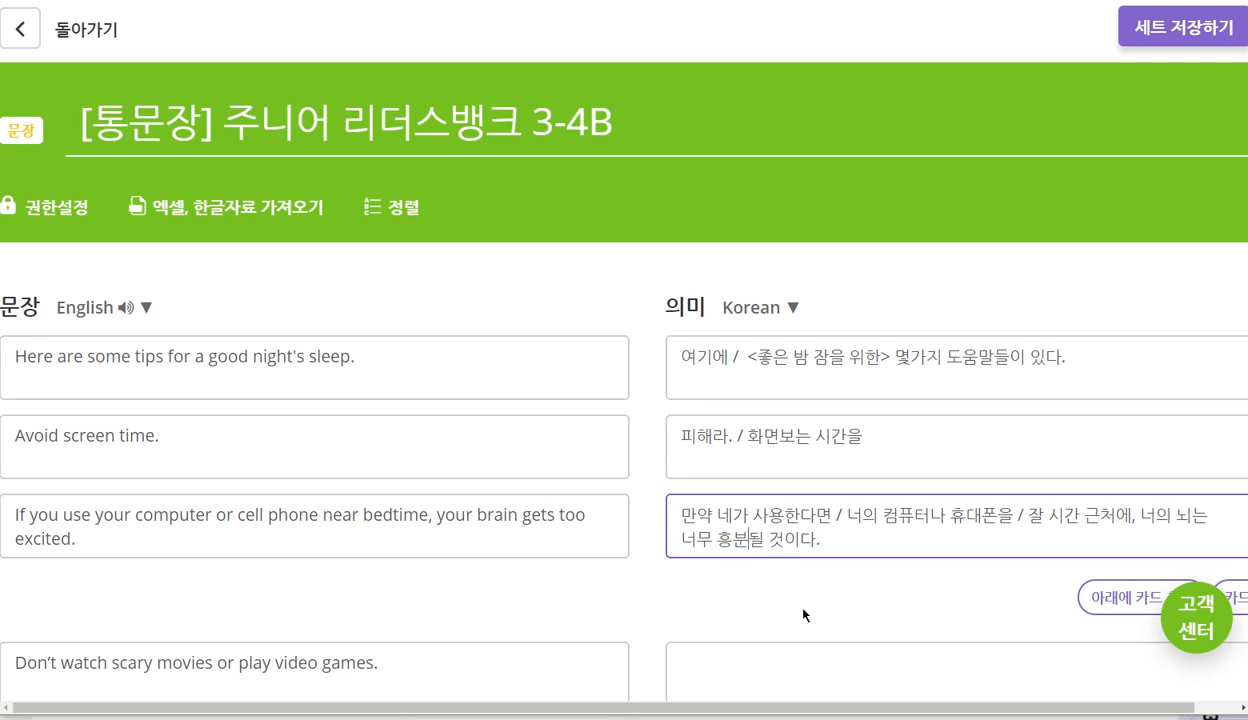 돌아가기
세트 저장하기
문장
[통문장] 주니어 리더스뱅크 3-4B
권한설정
엑셀, 한글자료 가져오기
정렬
문장 English ▼
의미 Korean ▼
Here are some tips for a good night's sleep.
여기에 / <좋은 밤 잠을 위한> 몇가지 도움말들이 있다.
Avoid screen time.
피해라. / 화면보는 시간을
If you use your computer or cell phone near bedtime, your brain gets too
excited.
만약 네가 사용한다면 / 너의 컴퓨터나 휴대폰을 / 잘 시간 근처에, 너의 뇌는
너무 흥분될 것이다.
아래에 카드
카드
고객
센터
Don’t watch scary movies or play video games.